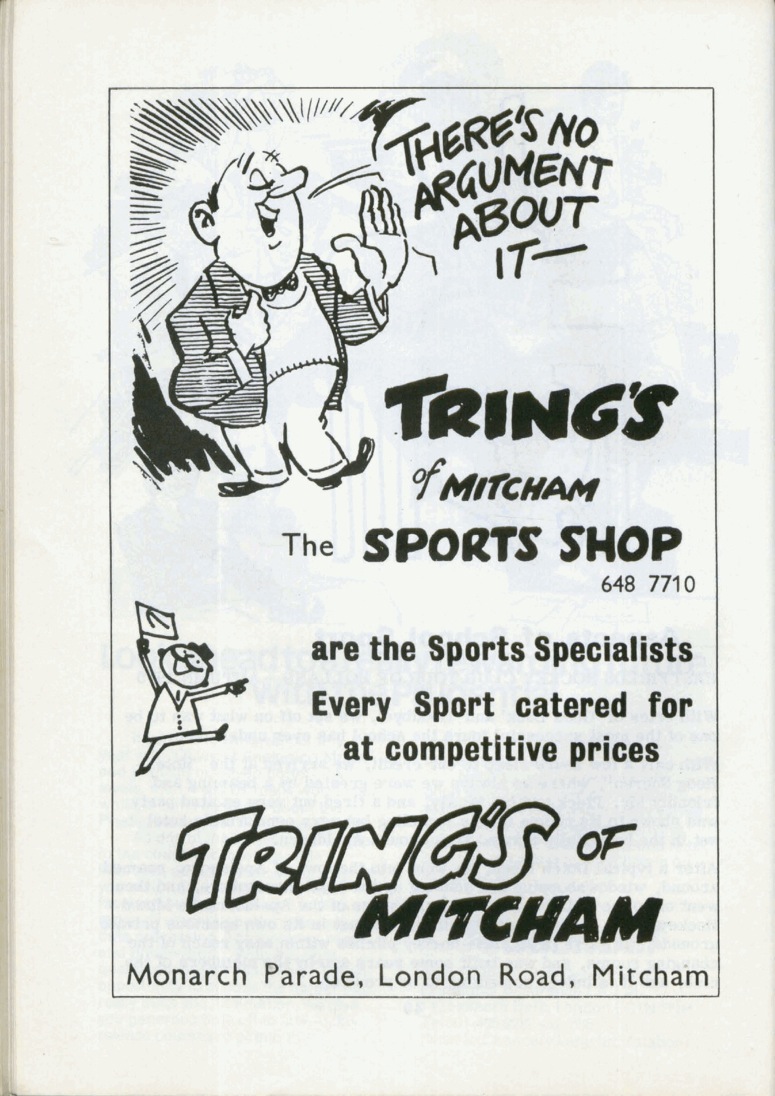 THERE'S NO
ARGUMENT
ABOUT
IT—
TRING'S
of MITCHAM
The SPORTS SHOP
648 7710
are the Sports Specialists
Every Sport catered for
at competitive prices
TRING'S OF
MITCHAM
Monarch Parade, London Road, Mitcham